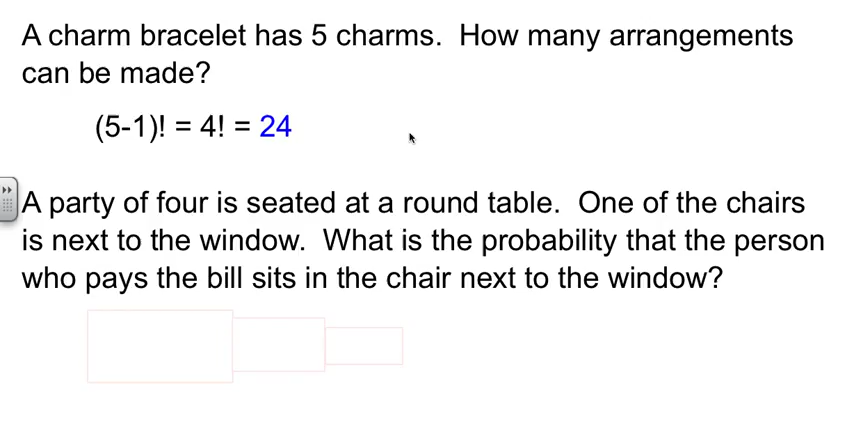 A charm bracelet has 5 charms.  How many arrangements
can be made?
(5-1)! = 4! = 24
A party of four is seated at a round table.  One of the chairs
is next to the window.  What is the probability that the person
who pays the bill sits in the chair next to the window?